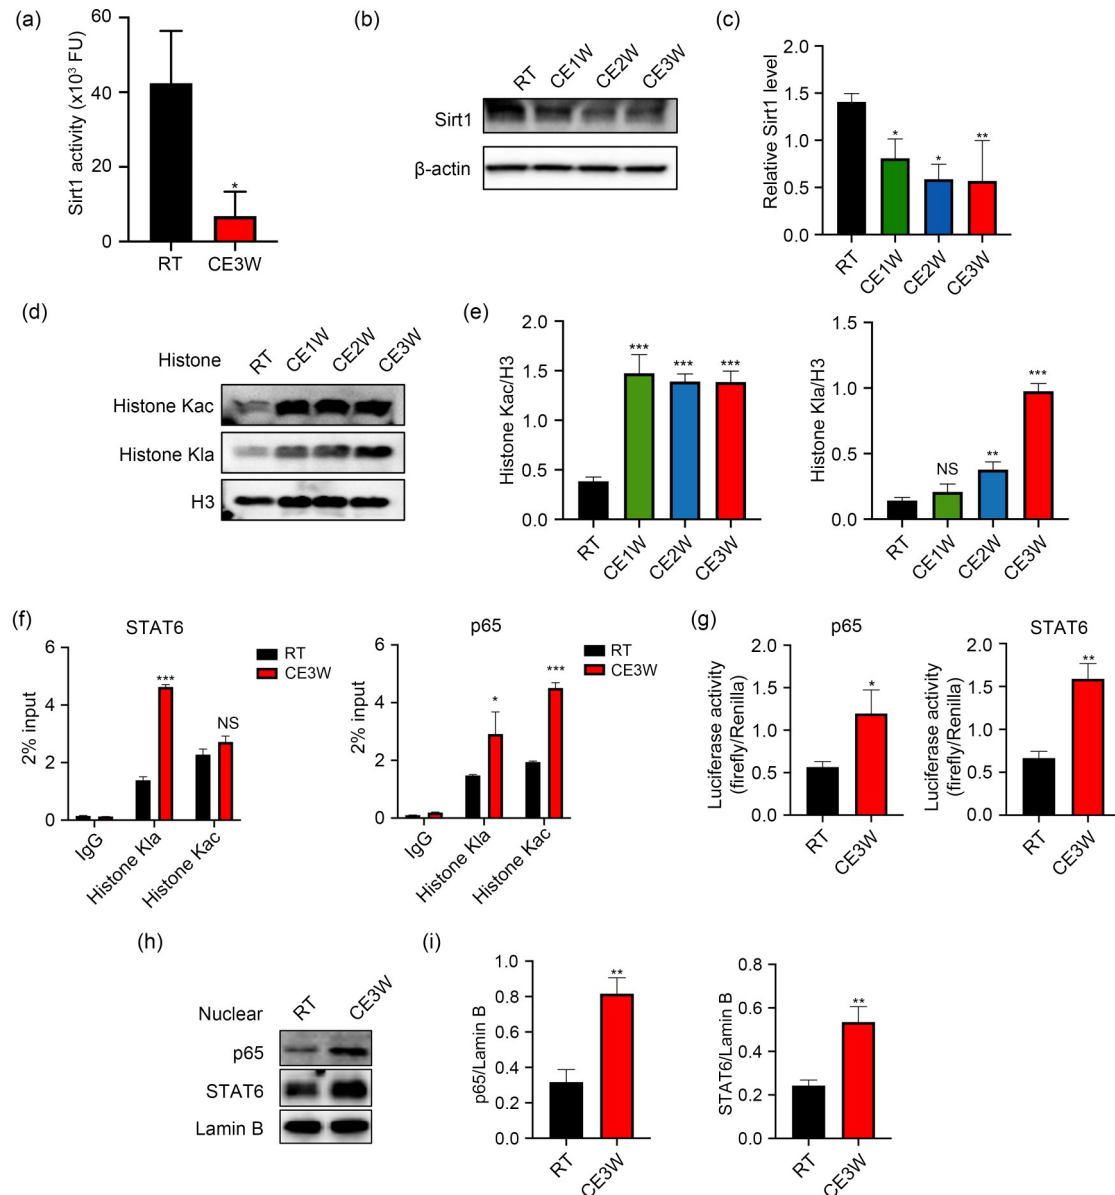 (a)
Sirt1 activity (x10³ FU)
60
40
20
0
*
RT
CE3W
(b)
RT
CE1W
CE2W
CE3W
Sirt1
β-actin
(c)
Relative Sirt1 level
2.0
1.5
1.0
0.5
0.0
*
*
**
RT
CE1W
CE2W
CE3W
(d)
Histone
RT
CE1W
CE2W
CE3W
Histone Kac
Histone Kla
H3
(e)
Histone Kac/H3
2.0
1.5
1.0
0.5
0.0
***
***
***
RT
CE1W
CE2W
CE3W
Histone Kla/H3
1.5
1.0
0.5
0.0
NS
**
***
RT
CE1W
CE2W
CE3W
(f)
STAT6
2% input
6
4
2
0
***
NS
RT
CE3W
IgG
Histone Kla
Histone Kac
p65
2% input
6
4
2
0
*
***
RT
CE3W
IgG
Histone Kla
Histone Kac
(g)
p65
Luciferase activity
(firefly/Renilla)
2.0
1.5
1.0
0.5
0.0
*
RT
CE3W
STAT6
Luciferase activity
(firefly/Renilla)
2.0
1.5
1.0
0.5
0.0
**
RT
CE3W
(h)
Nuclear
RT
CE3W
p65
STAT6
Lamin B
(i)
p65/Lamin B
1.0
0.8
0.6
0.4
0.2
0.0
**
RT
CE3W
STAT6/Lamin B
0.8
0.6
0.4
0.2
0.0
**
RT
CE3W